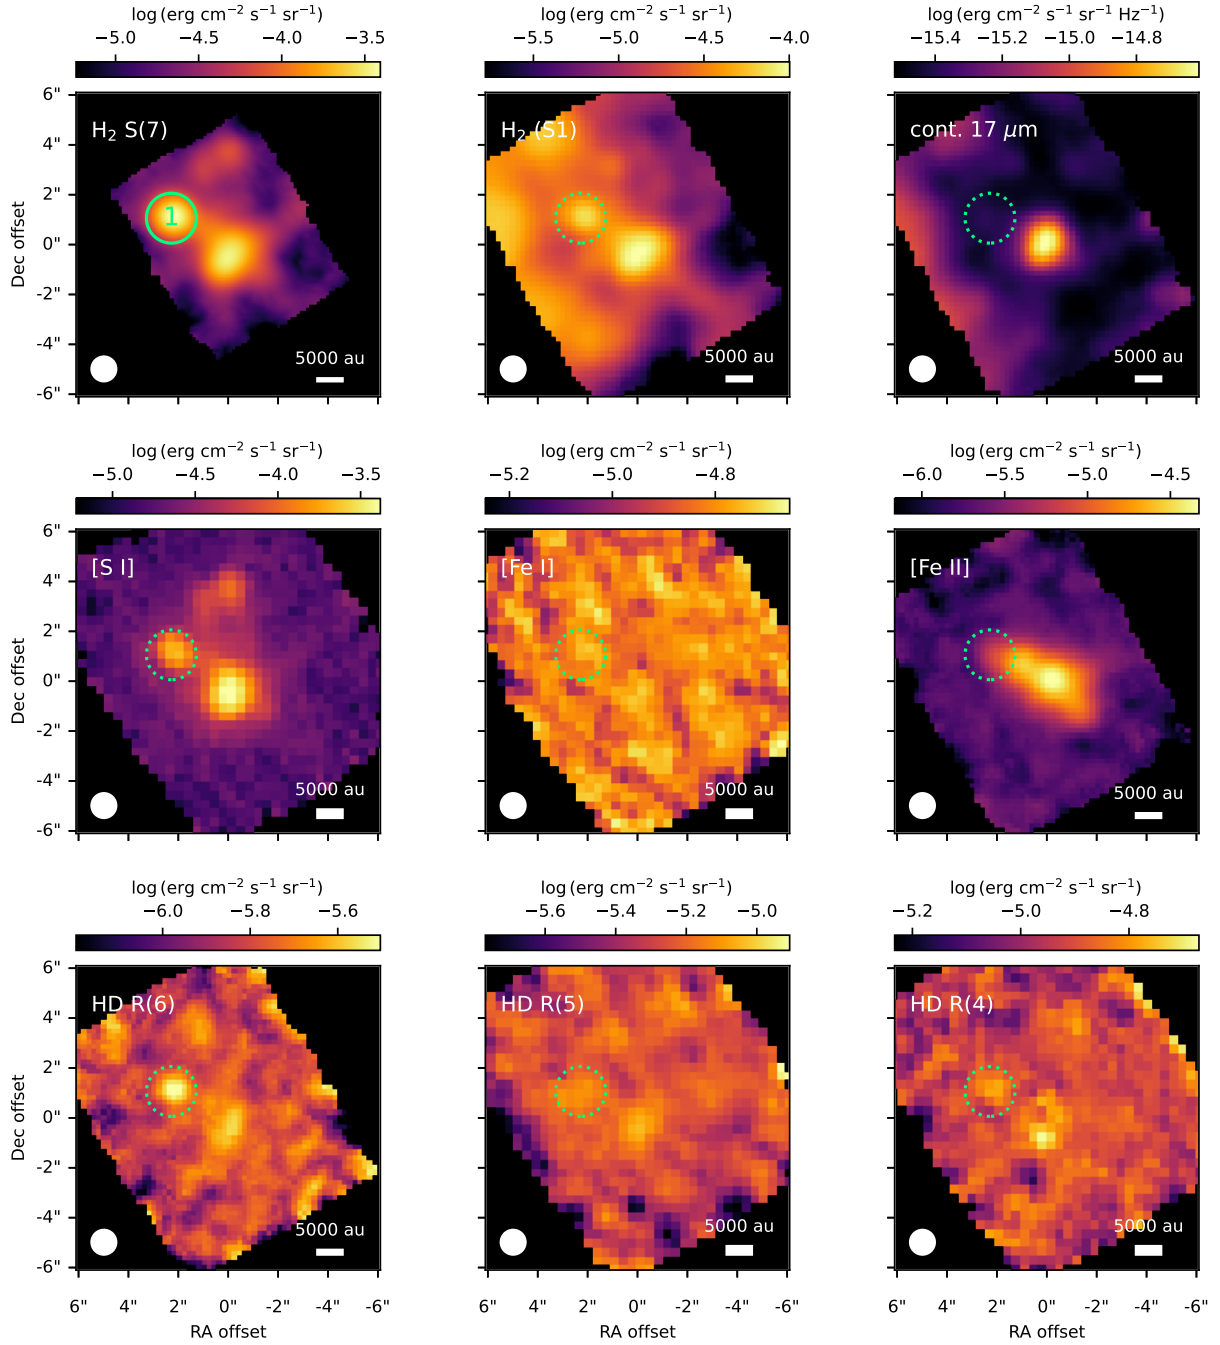 log (erg cm⁻² s⁻¹ sr⁻¹)
−5.0 −4.5 −4.0 −3.5
log (erg cm⁻² s⁻¹ sr⁻¹)
−5.5 −5.0 −4.5 −4.0
log (erg cm⁻² s⁻¹ sr⁻¹ Hz⁻¹)
−15.4 −15.2 −15.0 −14.8
6"
4"
2"
0"
-2"
-4"
-6"
Dec offset
H₂ S(7)
1
5000 au
H₂ (S1)
5000 au
cont. 17 μm
5000 au
log (erg cm⁻² s⁻¹ sr⁻¹)
−5.0 −4.5 −4.0 −3.5
log (erg cm⁻² s⁻¹ sr⁻¹)
−5.2 −5.0 −4.8
log (erg cm⁻² s⁻¹ sr⁻¹)
−6.0 −5.5 −5.0 −4.5
6"
4"
2"
0"
-2"
-4"
-6"
Dec offset
[S I]
5000 au
[Fe I]
5000 au
[Fe II]
5000 au
log (erg cm⁻² s⁻¹ sr⁻¹)
−6.0 −5.8 −5.6
log (erg cm⁻² s⁻¹ sr⁻¹)
−5.6 −5.4 −5.2 −5.0
log (erg cm⁻² s⁻¹ sr⁻¹)
−5.2 −5.0 −4.8
6"
4"
2"
0"
-2"
-4"
-6"
Dec offset
HD R(6)
5000 au
HD R(5)
5000 au
HD R(4)
5000 au
6" 4" 2" 0" -2" -4" -6"
RA offset
6" 4" 2" 0" -2" -4" -6"
RA offset
6" 4" 2" 0" -2" -4" -6"
RA offset